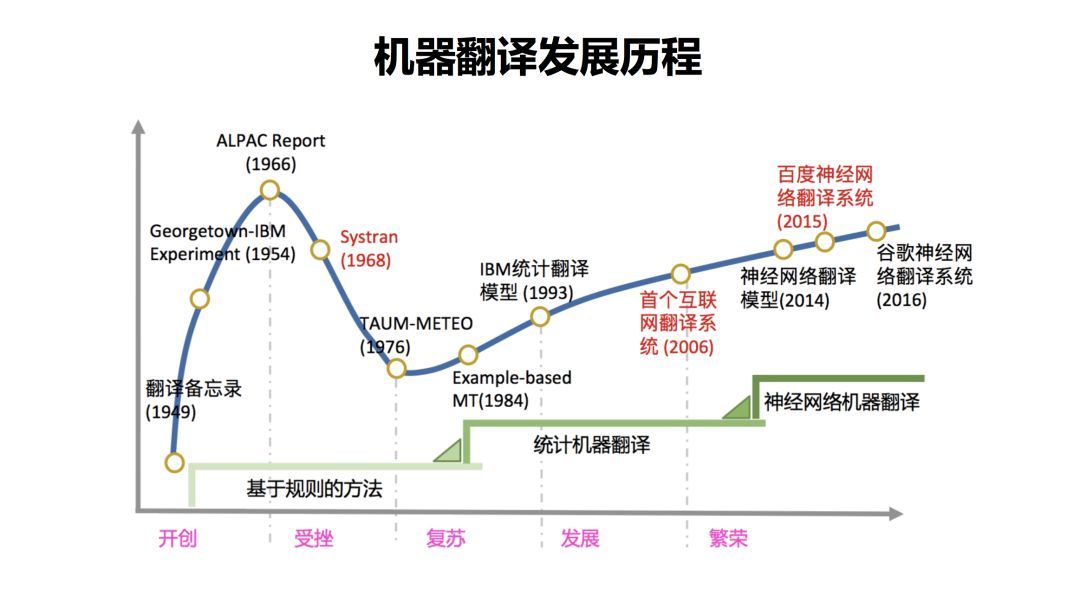 机器翻译发展历程
ALPAC Report
(1966)
Georgetown-IBM
Experiment (1954)
Systran
(1968)
翻译备忘录
(1949)
TAUM-METEO
(1976)
IBM统计翻译
模型 (1993)
Example-based
MT(1984)
首个互联
网翻译系
统 (2006)
百度神经网
络翻译系统
(2015)
神经网络翻译
模型(2014)
谷歌神经网
络翻译系统
(2016)
基于规则的方法
统计机器翻译
神经网络机器翻译
开创
受挫
复苏
发展
繁荣